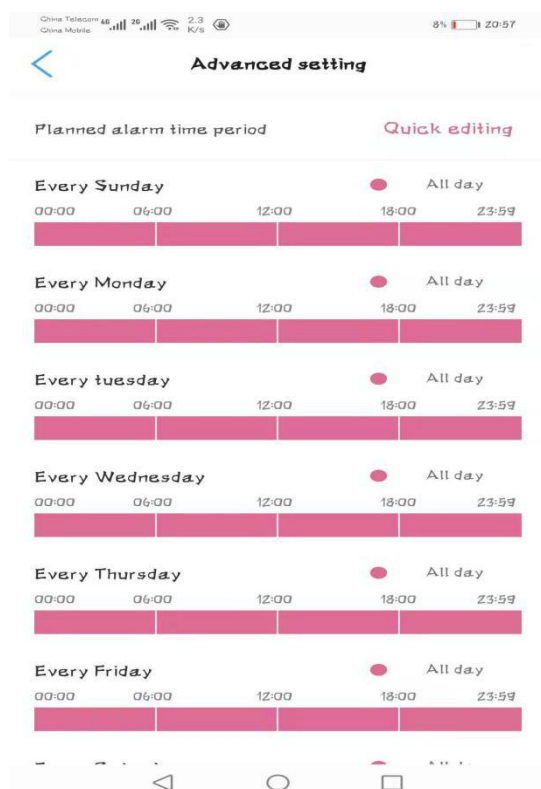 China Telecom 4G 2G 2.3 8% 20:57
China Mobile K/s
Advanced setting
Planned alarm time period Quick editing
Every Sunday All day
00:00 06:00 12:00 18:00 23:59
Every Monday All day
00:00 06:00 12:00 18:00 23:59
Every tuesday All day
00:00 06:00 12:00 18:00 23:59
Every Wednesday All day
00:00 06:00 12:00 18:00 23:59
Every Thursday All day
00:00 06:00 12:00 18:00 23:59
Every Friday All day
00:00 06:00 12:00 18:00 23:59